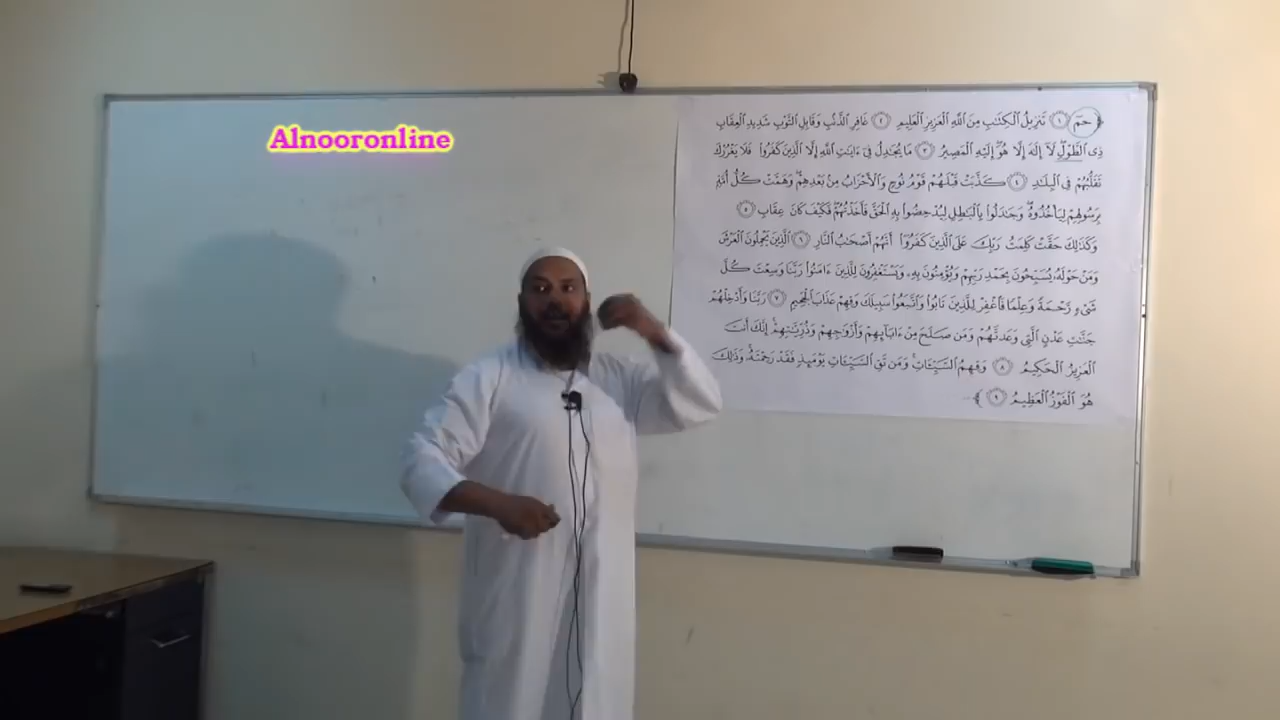 Alnooronline
﴿حمٓ ١ تَنزِيلُ ٱلْكِتَٰبِ مِنَ ٱللَّهِ ٱلْعَزِيزِ ٱلْعَلِيمِ ٢ غَافِرِ ٱلذَّنۢبِ وَقَابِلِ ٱلتَّوْبِ شَدِيدِ ٱلْعِقَابِ
ذِى ٱلطَّوْلِ ۖ لَآ إِلَٰهَ إِلَّا هُوَ ۖ إِلَيْهِ ٱلْمَصِيرُ ٣ مَا يُجَٰدِلُ فِىٓ ءَايَٰتِ ٱللَّهِ إِلَّا ٱلَّذِينَ كَفَرُوا۟ فَلَا يَغْرُرْكَ
تَقَلُّبُهُمْ فِى ٱلْبِلَٰدِ ٤ كَذَّبَتْ قَبْلَهُمْ قَوْمُ نُوحٍ وَٱلْأَحْزَابُ مِنۢ بَعْدِهِمْ ۖ وَهَمَّتْ كُلُّ أُمَّةٍۭ
بِرَسُولِهِمْ لِيَأْخُذُوهُ ۖ وَجَٰدَلُوا۟ بِٱلْبَٰطِلِ لِيُدْحِضُوا۟ بِهِ ٱلْحَقَّ فَأَخَذْتُهُمْ ۖ فَكَيْفَ كَانَ عِقَابِ ٥
وَكَذَٰلِكَ حَقَّتْ كَلِمَتُ رَبِّكَ عَلَى ٱلَّذِينَ كَفَرُوٓا۟ أَنَّهُمْ أَصْحَٰبُ ٱلنَّارِ ٦ ٱلَّذِينَ يَحْمِلُونَ ٱلْعَرْشَ
وَمَنْ حَوْلَهُۥ يُسَبِّحُونَ بِحَمْدِ رَبِّهِمْ وَيُؤْمِنُونَ بِهِۦ وَيَسْتَغْفِرُونَ لِلَّذِينَ ءَامَنُوا۟ رَبَّنَا وَسِعْتَ كُلَّ
شَىْءٍ رَّحْمَةً وَعِلْمًا فَٱغْفِرْ لِلَّذِينَ تَابُوا۟ وَٱتَّبَعُوا۟ سَبِيلَكَ وَقِهِمْ عَذَابَ ٱلْجَحِيمِ ٧ رَبَّنَا وَأَدْخِلْهُمْ
جَنَّٰتِ عَدْنٍ ٱلَّتِى وَعَدتَّهُمْ وَمَن صَلَحَ مِنْ ءَابَآئِهِمْ وَأَزْوَٰجِهِمْ وَذُرِّيَّٰتِهِمْ ۚ إِنَّكَ أَنتَ
ٱلْعَزِيزُ ٱلْحَكِيمُ ٨ وَقِهِمُ ٱلسَّيِّـَٔاتِ ۚ وَمَن تَقِ ٱلسَّيِّـَٔاتِ يَوْمَئِذٍ فَقَدْ رَحِمْتَهُۥ ۚ وَذَٰلِكَ
هُوَ ٱلْفَوْزُ ٱلْعَظِيمُ ٩﴾...